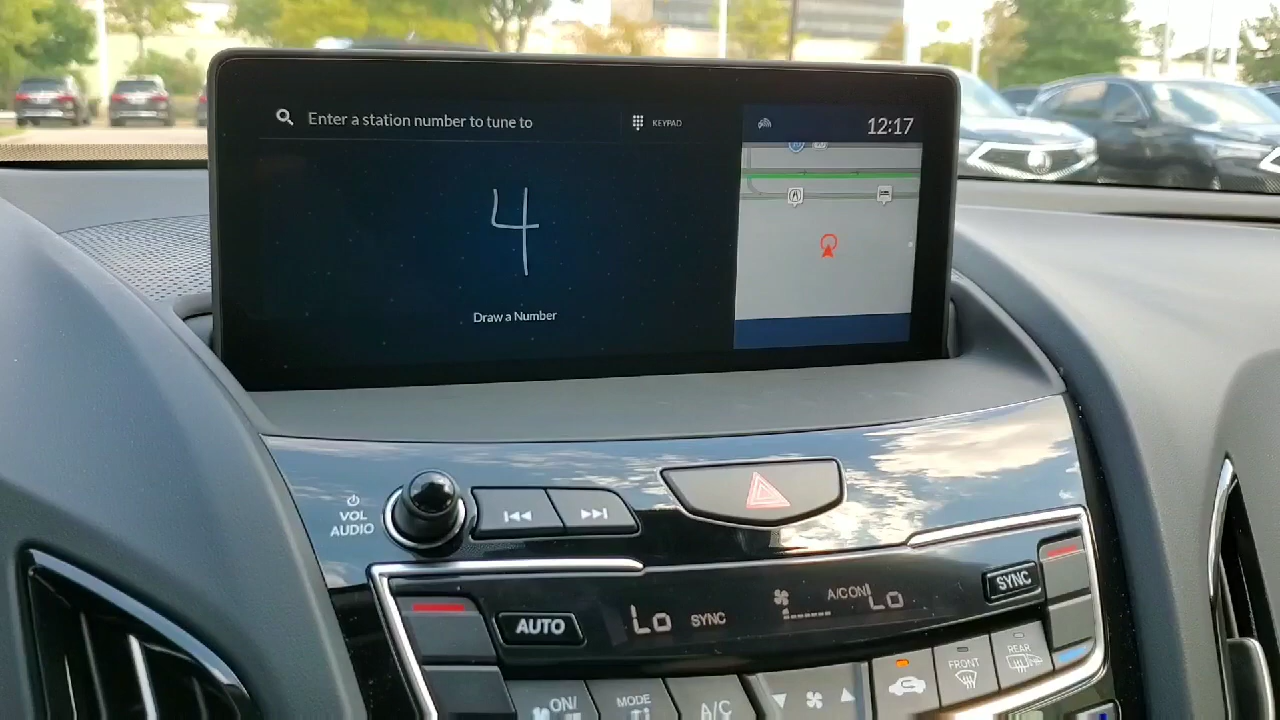 Enter a station number to tune to
KEYPAD
12:17
4
Draw a Number
VOL
AUDIO
AUTO
Lo
SYNC
A/C ON
Lo
SYNC
ON/
MODE
A/C
FRONT
REAR